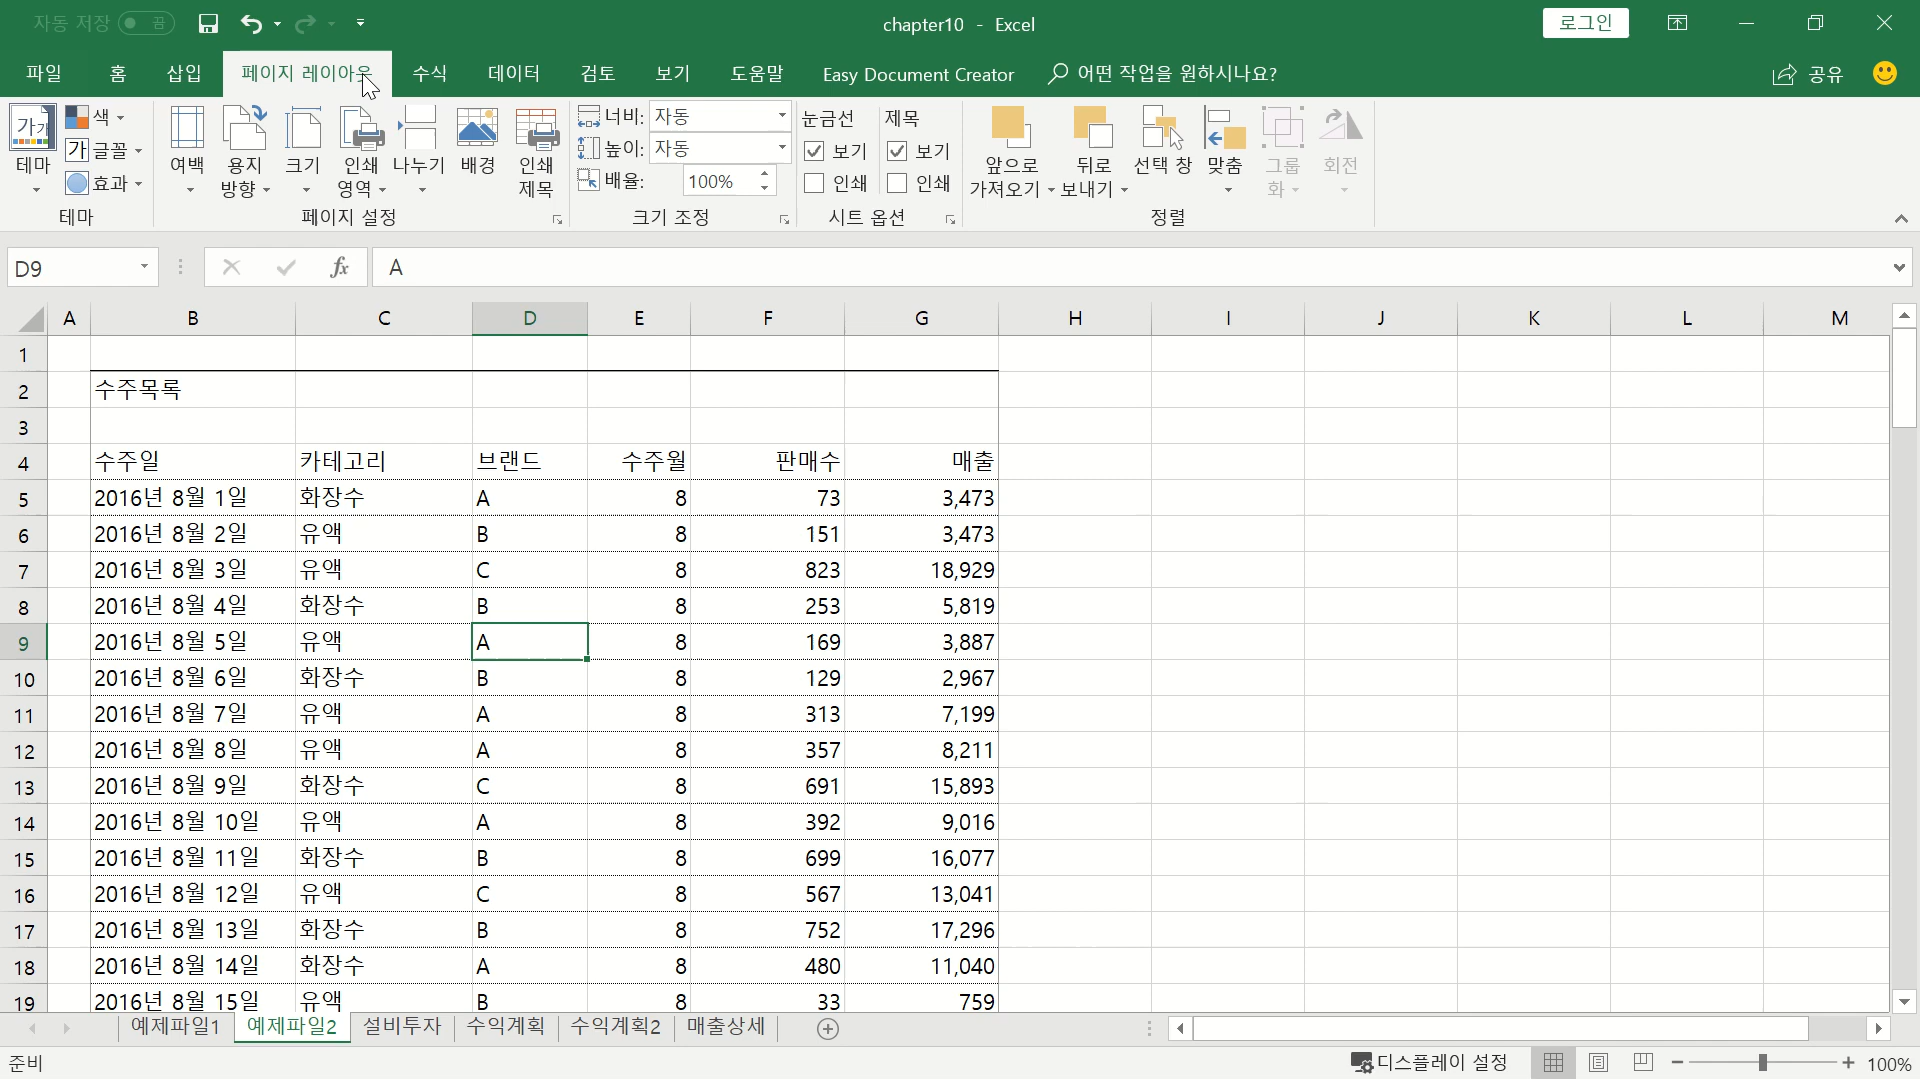 자동 저장 끔 chapter10 - Excel 로그인
파일 홈 삽입 페이지 레이아웃 수식 데이터 검토 보기 도움말 Easy Document Creator 어떤 작업을 원하시나요? 공유
가가 색 여백 용지 방향 크기 인쇄 영역 나누기 배경 인쇄 제목 너비: 자동 눈금선 제목 앞으로 가져오기 뒤로 보내기 선택 창 맞춤 그룹화 회전
테마 가 글꼴 높이: 자동 보기 보기
효과 배율: 100% 인쇄 인쇄
테마 페이지 설정 크기 조정 시트 옵션 정렬
D9 fx A
A B C D E F G H I J K L M
1
2 수주목록
3
4 수주일 카테고리 브랜드 수주월 판매수 매출
5 2016년 8월 1일 화장수 A 8 73 3,473
6 2016년 8월 2일 유액 B 8 151 3,473
7 2016년 8월 3일 유액 C 8 823 18,929
8 2016년 8월 4일 화장수 B 8 253 5,819
9 2016년 8월 5일 유액 A 8 169 3,887
10 2016년 8월 6일 화장수 B 8 129 2,967
11 2016년 8월 7일 유액 A 8 313 7,199
12 2016년 8월 8일 유액 A 8 357 8,211
13 2016년 8월 9일 화장수 C 8 691 15,893
14 2016년 8월 10일 유액 A 8 392 9,016
15 2016년 8월 11일 화장수 B 8 699 16,077
16 2016년 8월 12일 유액 C 8 567 13,041
17 2016년 8월 13일 화장수 B 8 752 17,296
18 2016년 8월 14일 화장수 A 8 480 11,040
19 2016년 8월 15일 유액 B 8 33 759
예제파일1 예제파일2 설비투자 수익계획 수익계획2 매출상세
준비 디스플레이 설정 100%